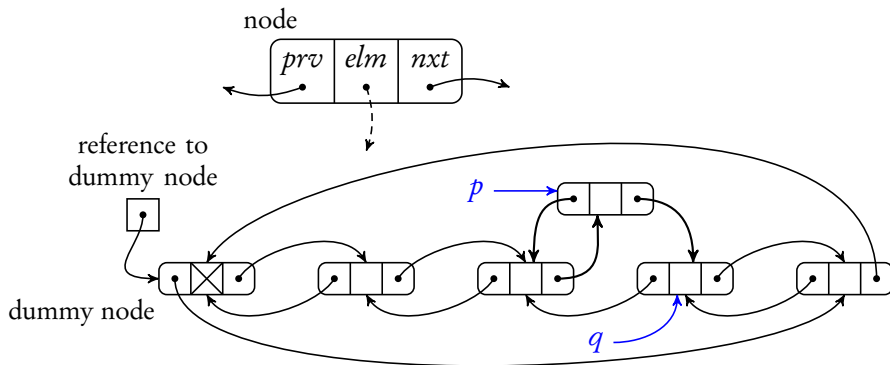 node
prv elm nxt
reference to
dummy node
p
dummy node
q